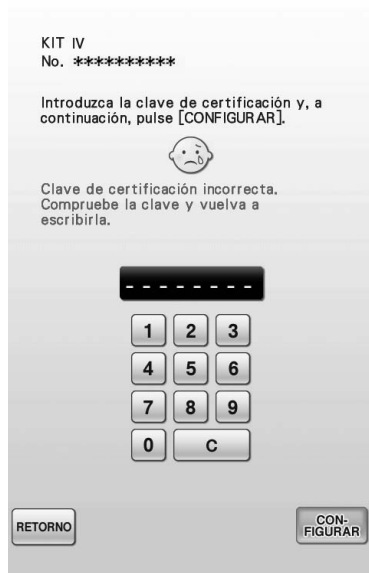 KIT IV
No. **********
Introduzca la clave de certificación y, a
continuación, pulse [CONFIGURAR].
Clave de certificación incorrecta.
Compruebe la clave y vuelva a
escribirla.
- - - - - - - -
1 2 3
4 5 6
7 8 9
0 C
RETORNO
CON-
FIGURAR